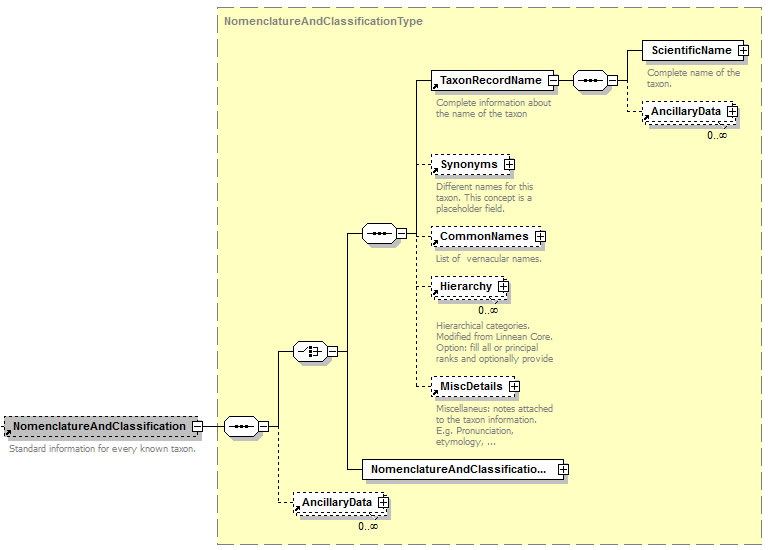 NomenclatureAndClassificationType
ScientificName
Complete name of the
taxon.
AncillaryData
0..∞
TaxonRecordName
Complete information about
the name of the taxon
Synonyms
Different names for this
taxon. This concept is a
placeholder field.
CommonNames
List of vernacular names.
Hierarchy
0..∞
Hierarchical categories.
Modified from Linnean Core.
Option: fill all or principal
ranks and optionally provide
MiscDetails
Miscellaneus: notes attached
to the taxon information.
E.g. Pronunciation,
etymology, ...
NomenclatureAndClassification
Standard information for every known taxon.
NomenclatureAndClassificatio...
AncillaryData
0..∞